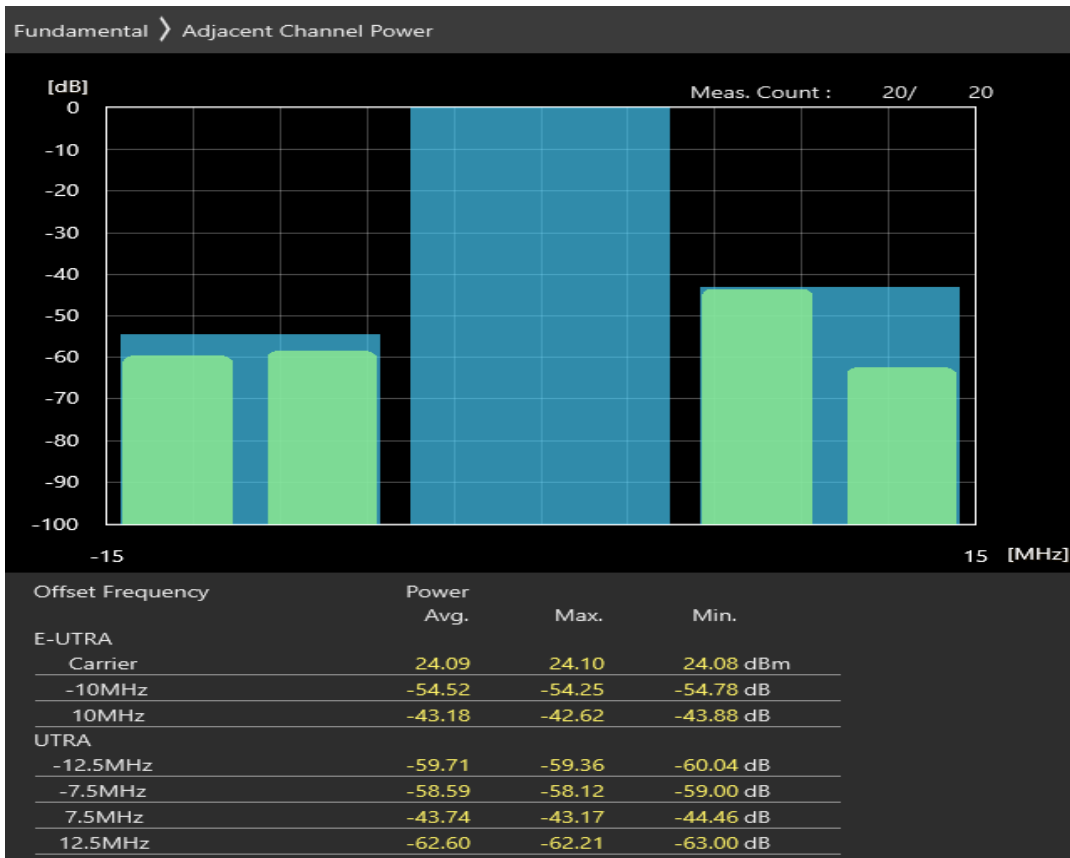 Fundamental 〉 Adjacent Channel Power
[dB]
Meas. Count : 20/ 20
0
-10
-20
-30
-40
-50
-60
-70
-80
-90
-100
-15 15 [MHz]
Offset Frequency Power
Avg. Max. Min.
E-UTRA
Carrier 24.09 24.10 24.08 dBm
-10MHz -54.52 -54.25 -54.78 dB
10MHz -43.18 -42.62 -43.88 dB
UTRA
-12.5MHz -59.71 -59.36 -60.04 dB
-7.5MHz -58.59 -58.12 -59.00 dB
7.5MHz -43.74 -43.17 -44.46 dB
12.5MHz -62.60 -62.21 -63.00 dB